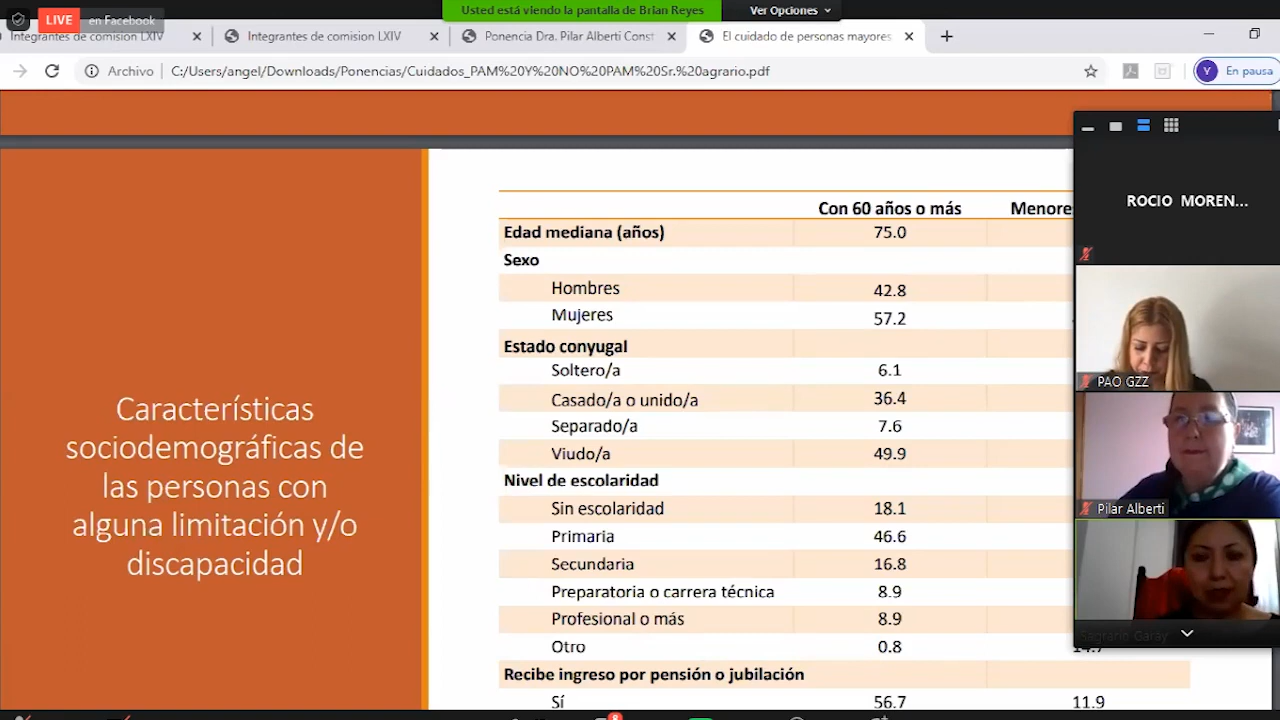 LIVE en Facebook
Usted está viendo la pantalla de Brian Reyes
Ver Opciones
Integrantes de comision LXIV
Integrantes de comision LXIV
Ponencia Dra. Pilar Alberti Const
El cuidado de personas mayores
Archivo
C:/Users/angel/Downloads/Ponencias/Cuidados_PAM%20Y%20NO%20PAM%20Sr.%20agrario.pdf
Y En pausa
Características
sociodemográficas de
las personas con
alguna limitación y/o
discapacidad
Con 60 años o más Menores
Edad mediana (años) 75.0
Sexo
Hombres 42.8
Mujeres 57.2
Estado conyugal
Soltero/a 6.1
Casado/a o unido/a 36.4
Separado/a 7.6
Viudo/a 49.9
Nivel de escolaridad
Sin escolaridad 18.1
Primaria 46.6
Secundaria 16.8
Preparatoria o carrera técnica 8.9
Profesional o más 8.9
Otro 0.8
Recibe ingreso por pensión o jubilación
Sí 56.7 11.9
ROCIO MOREN...
PAO GZZ
Pilar Alberti
Sagrario Garay